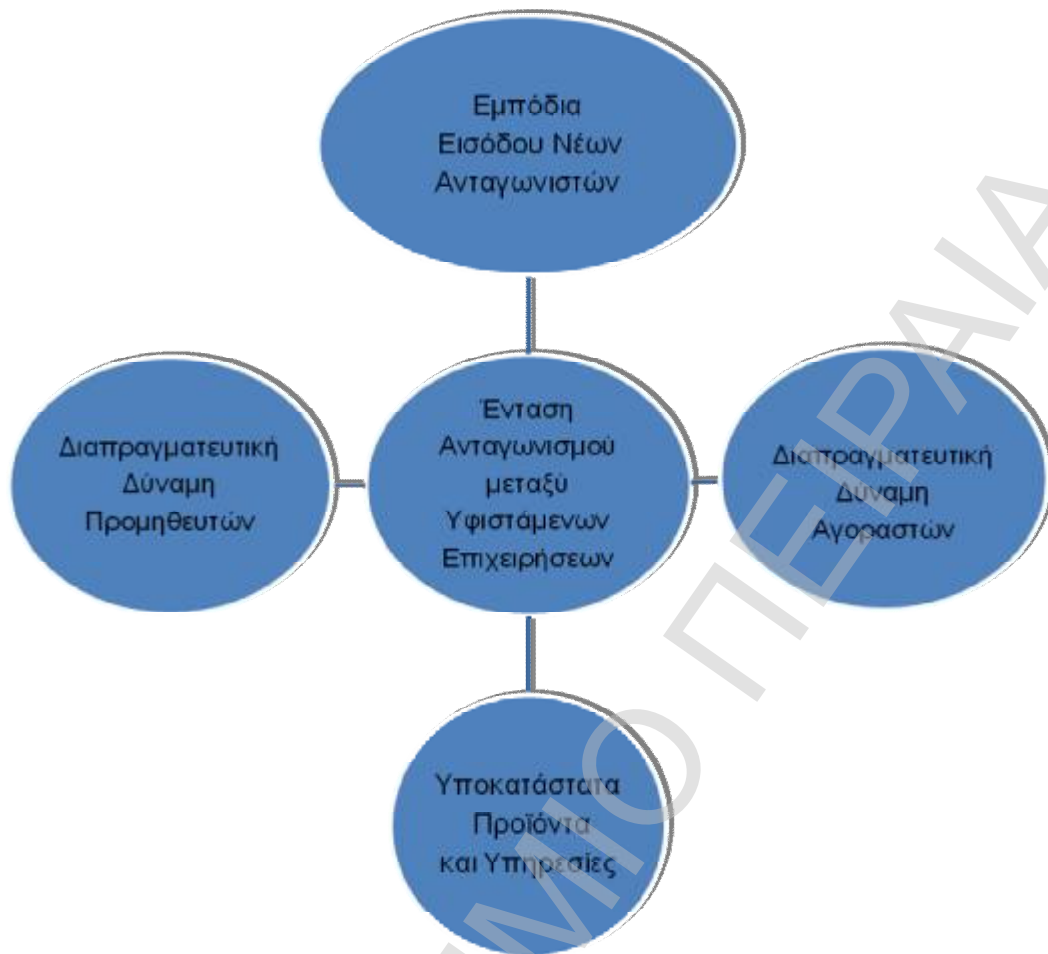 Εμπόδια
Εισόδου Νέων
Ανταγωνιστών
Διαπραγματευτική
Δύναμη
Προμηθευτών
Ένταση
Ανταγωνισμού
μεταξύ
Υφιστάμενων
Επιχειρήσεων
Διαπραγματευτική
Δύναμη
Αγοραστών
Υποκατάστατα
Προϊόντα
και Υπηρεσίες
ΠΕΙΡΑΙΑ